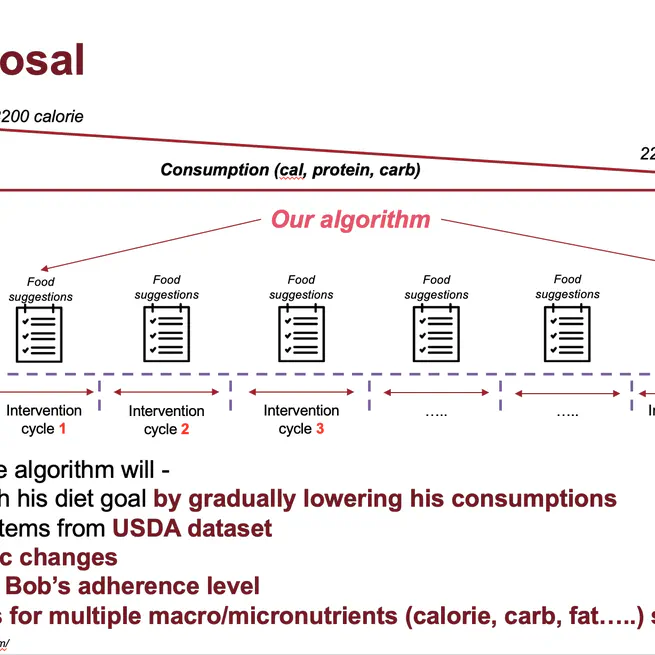 osal
200 calorie
22
Consumption (cal, protein, carb)
Our algorithm
Food suggestions
Food suggestions
Food suggestions
Food suggestions
Food suggestions
Intervention cycle 1
Intervention cycle 2
Intervention cycle 3
…..
…..
I
e algorithm will -
h his diet goal by gradually lowering his consumptions
tems from USDA dataset
c changes
Bob’s adherence level
s for multiple macro/micronutrients (calorie, carb, fat…..) s
m/